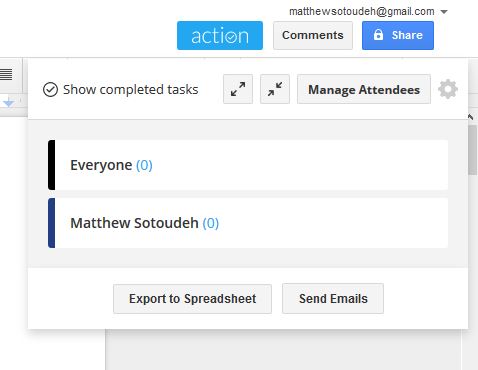 matthewsotoudeh@gmail.com
action Comments Share
Show completed tasks Manage Attendees
Everyone (0)
Matthew Sotoudeh (0)
Export to Spreadsheet Send Emails